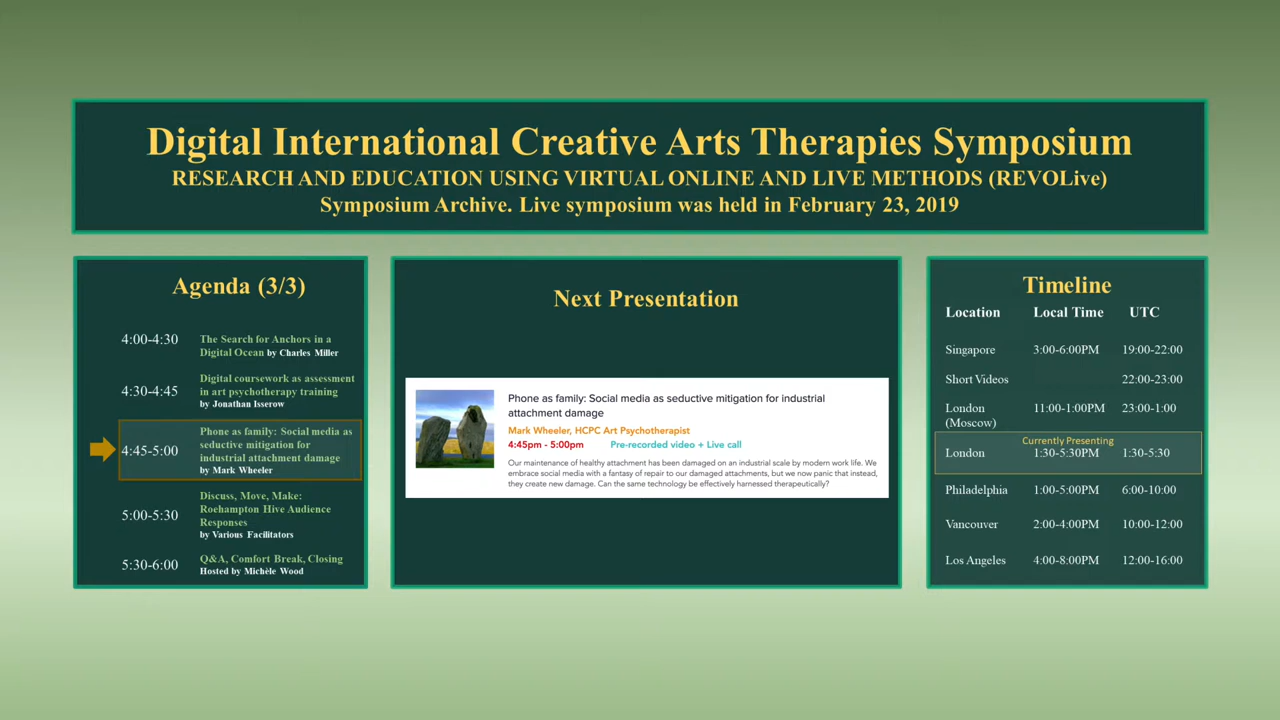 Digital International Creative Arts Therapies Symposium
RESEARCH AND EDUCATION USING VIRTUAL ONLINE AND LIVE METHODS (REVOLive)
Symposium Archive. Live symposium was held in February 23, 2019
Agenda (3/3)
4:00-4:30 The Search for Anchors in a
Digital Ocean by Charles Miller
4:30-4:45 Digital coursework as assessment
in art psychotherapy training
by Jonathan Isserow
4:45-5:00 Phone as family: Social media as
seductive mitigation for
industrial attachment damage
by Mark Wheeler
5:00-5:30 Discuss, Move, Make:
Roehampton Hive Audience
Responses
by Various Facilitators
5:30-6:00 Q&A, Comfort Break, Closing
Hosted by Michèle Wood
Next Presentation
Phone as family: Social media as seductive mitigation for industrial
attachment damage
Mark Wheeler, HCPC Art Psychotherapist
4:45pm - 5:00pm Pre-recorded video + Live call
Our maintenance of healthy attachment has been damaged on an industrial scale by modern work life. We
embrace social media with a fantasy of repair to our damaged attachments, but we now panic that instead,
they create new damage. Can the same technology be effectively harnessed therapeutically?
Timeline
Location Local Time UTC
Singapore 3:00-6:00PM 19:00-22:00
Short Videos 22:00-23:00
London 11:00-1:00PM 23:00-1:00
(Moscow)
Currently Presenting
London 1:30-5:30PM 1:30-5:30
Philadelphia 1:00-5:00PM 6:00-10:00
Vancouver 2:00-4:00PM 10:00-12:00
Los Angeles 4:00-8:00PM 12:00-16:00